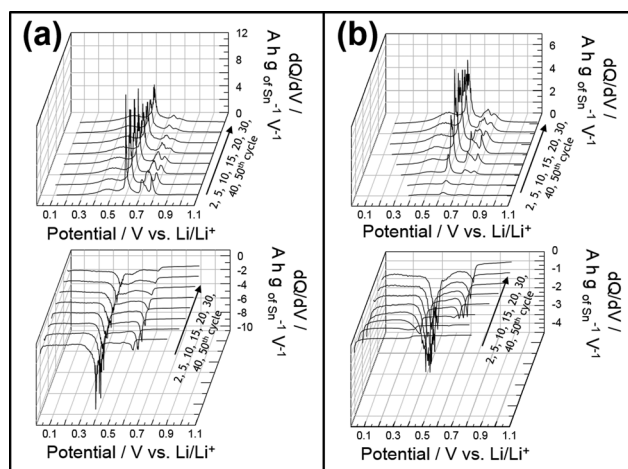 (a)
12
8
4
0
dQ/dV /
A h g of Sn-1 V-1
2, 5, 10, 15, 20, 30,
40, 50th cycle
0.1 0.3 0.5 0.7 0.9 1.1
Potential / V vs. Li/Li+
0
-2
-4
-6
-8
-10
dQ/dV /
A h g of Sn-1 V-1
2, 5, 10, 15, 20, 30,
40, 50th cycle
0.1 0.3 0.5 0.7 0.9 1.1
Potential / V vs. Li/Li+
(b)
6
4
2
0
dQ/dV /
A h g of Sn-1 V-1
2, 5, 10, 15, 20, 30,
40, 50th cycle
0.1 0.3 0.5 0.7 0.9 1.1
Potential / V vs. Li/Li+
0
-1
-2
-3
-4
dQ/dV /
A h g of Sn-1 V-1
2, 5, 10, 15, 20, 30,
40, 50th cycle
0.1 0.3 0.5 0.7 0.9 1.1
Potential / V vs. Li/Li+